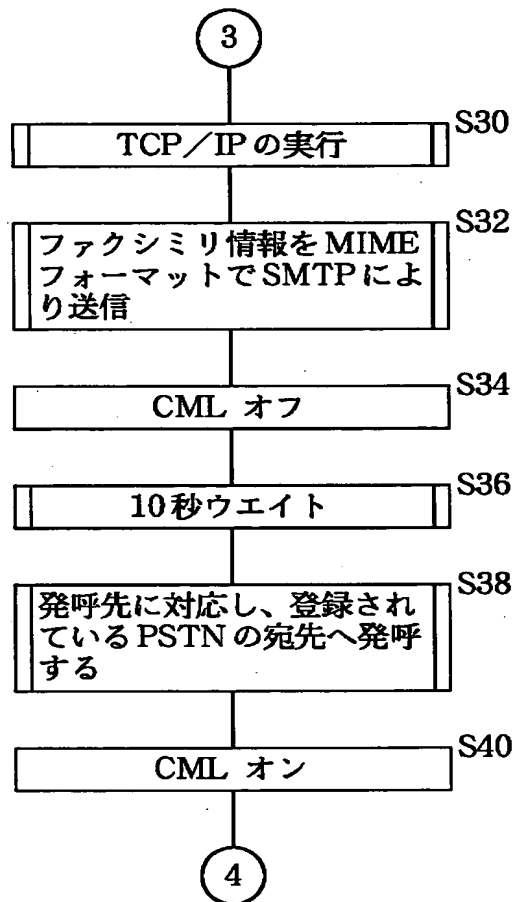 3
S30
TCP/IPの実行
S32
ファクシミリ情報をMIME
フォーマットでSMTPによ
り送信
S34
CML オフ
S36
10秒ウエイト
S38
発呼先に対応し、登録され
ているPSTNの宛先へ発呼
する
S40
CML オン
4